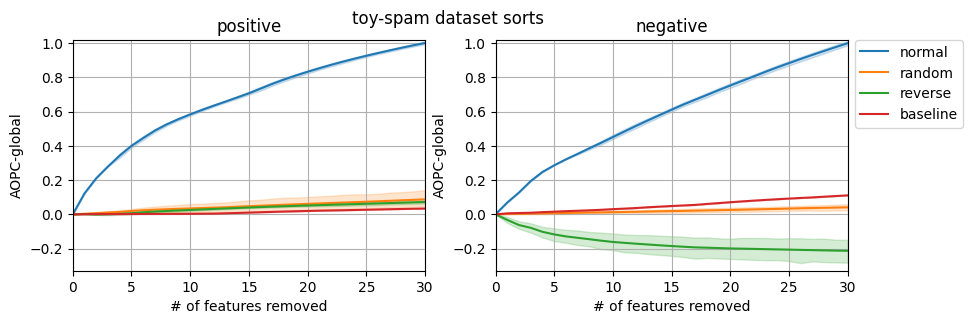 toy-spam dataset sorts
positive
AOPC-global
1.0
0.8
0.6
0.4
0.2
0.0
−0.2
0 5 10 15 20 25 30
# of features removed
negative
AOPC-global
1.0
0.8
0.6
0.4
0.2
0.0
−0.2
0 5 10 15 20 25 30
# of features removed
normal
random
reverse
baseline